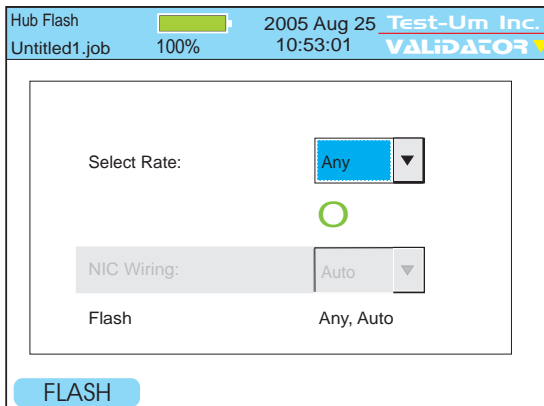 Hub Flash 2005 Aug 25 Test-Um Inc.
Untitled1.job 100% 10:53:01 VALIDATOR
Select Rate: Any
NIC Wiring: Auto
Flash Any, Auto
FLASH